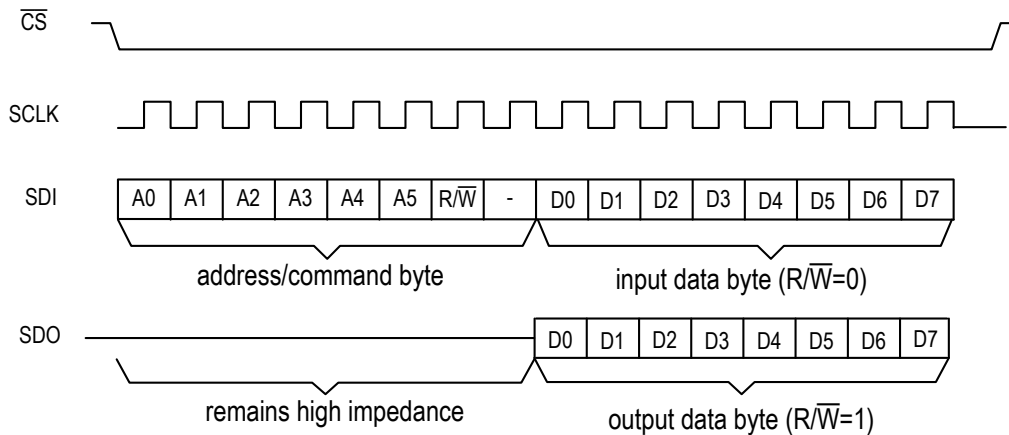 C̅S̅
SCLK
SDI A0 A1 A2 A3 A4 A5 R/W̅ - D0 D1 D2 D3 D4 D5 D6 D7
address/command byte input data byte (R/W̅=0)
SDO D0 D1 D2 D3 D4 D5 D6 D7
remains high impedance output data byte (R/W̅=1)